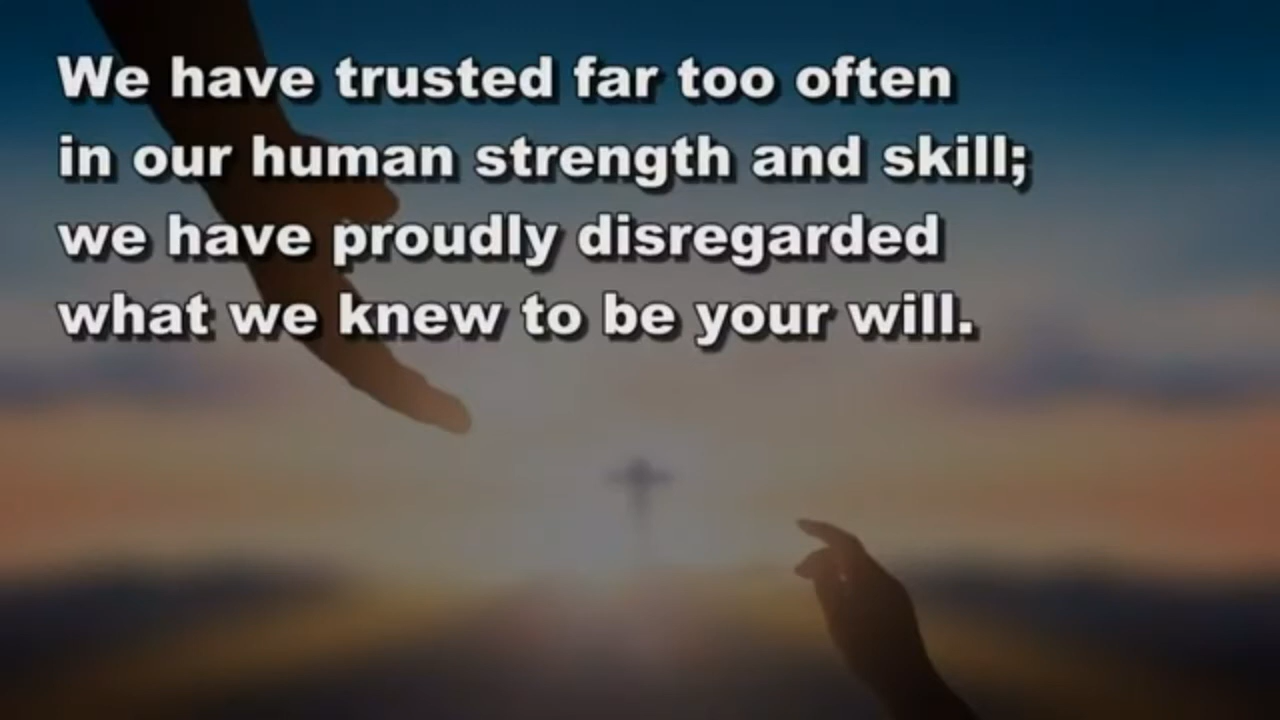 We have trusted far too often
in our human strength and skill;
we have proudly disregarded
what we knew to be your will.